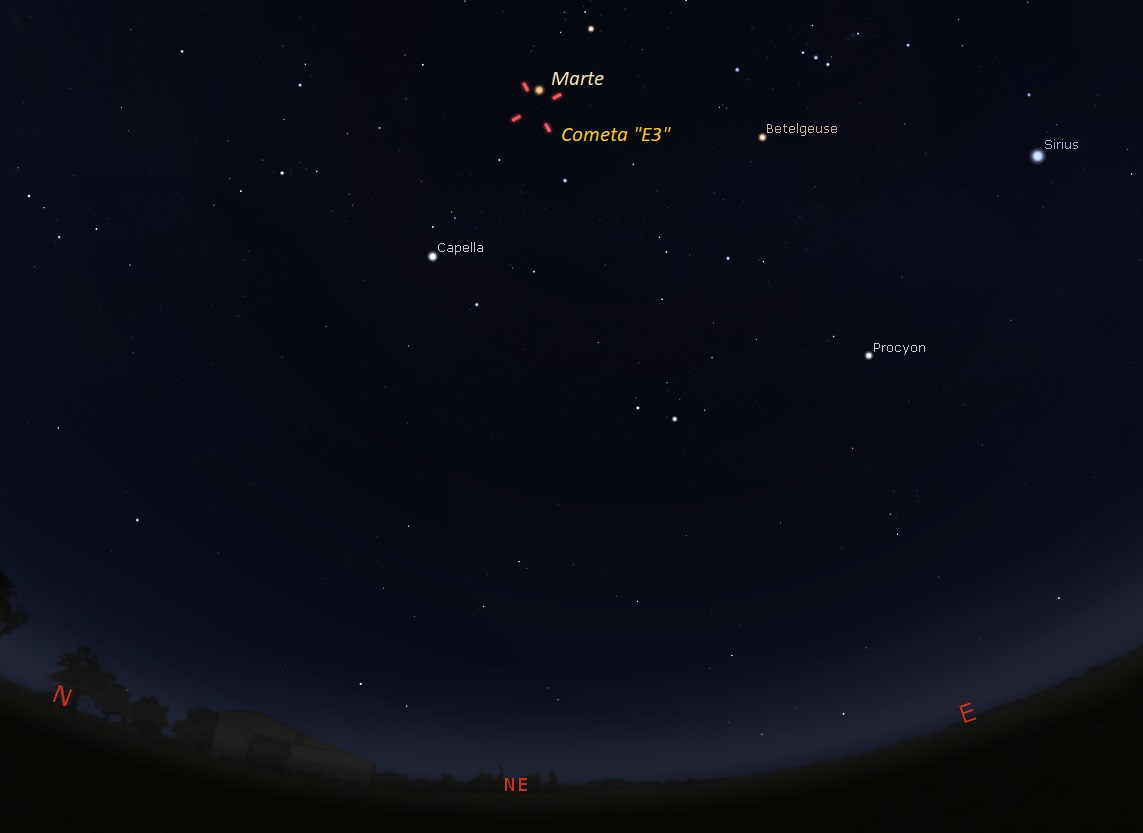 Marte
Cometa "E3"
Betelgeuse
Sirius
Capella
Procyon
N
E
NE